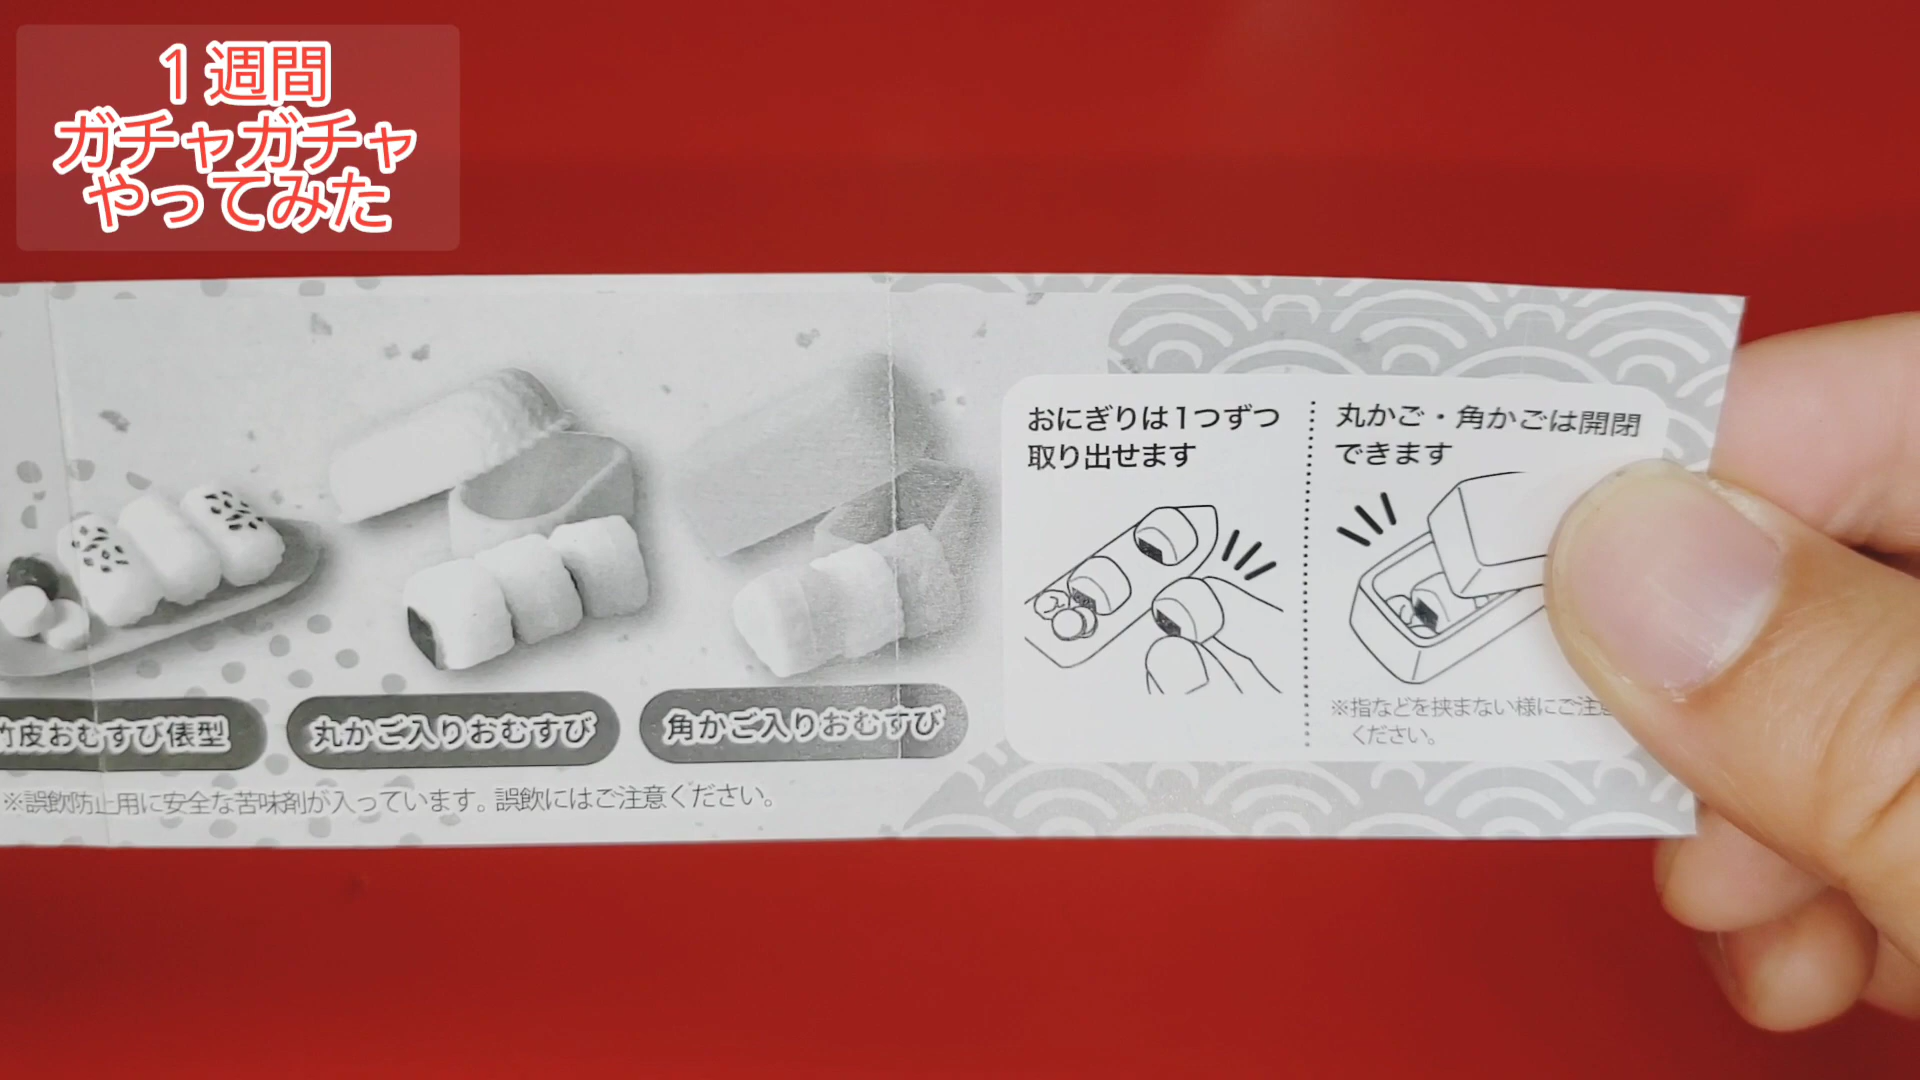 1週間
ガチャガチャ
やってみた
おにぎりは1つずつ
取り出せます
丸かご・角かごは開閉
できます
※指などを挟まない様にご注意
ください。
竹皮おむすび俵型
丸かご入りおむすび
角かご入りおむすび
※誤飲防止用に安全な苦味剤が入っています。誤飲にはご注意ください。